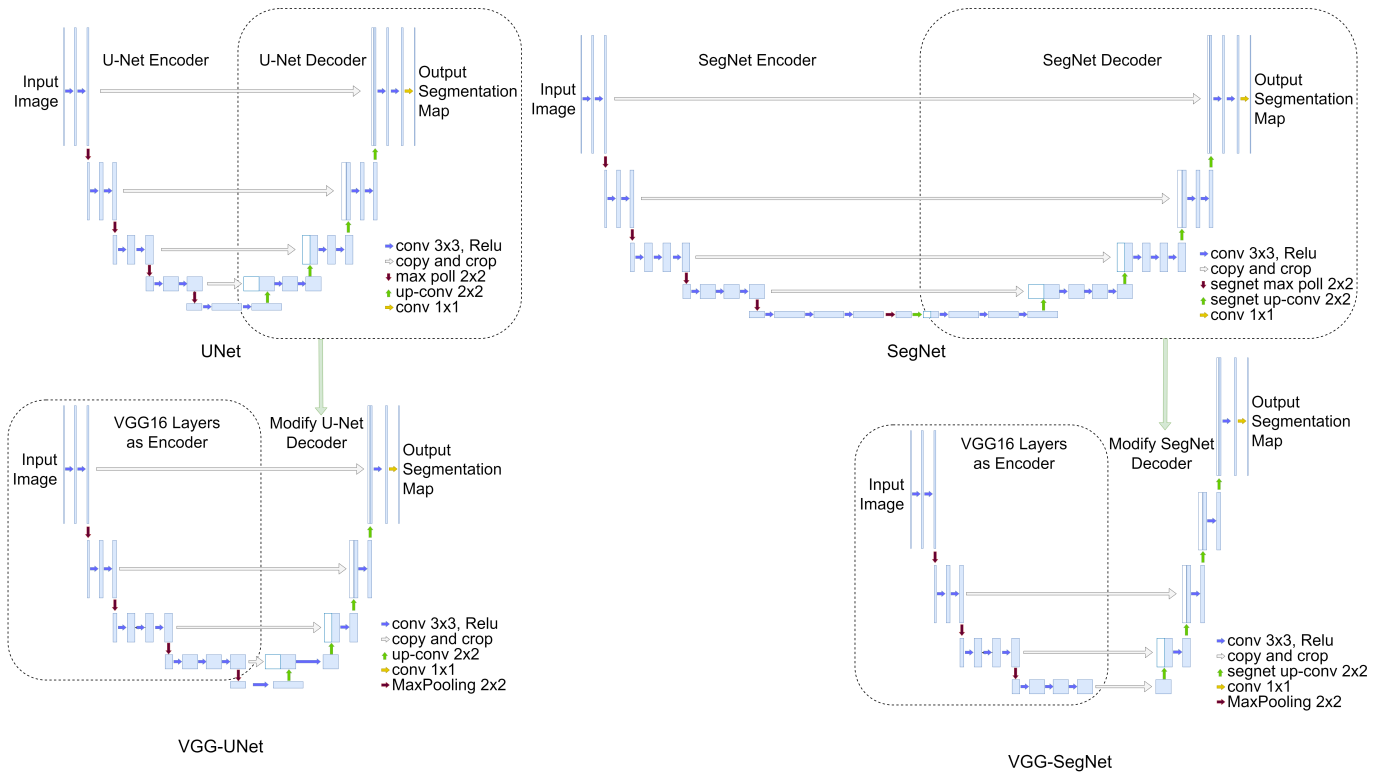 U-Net Encoder
U-Net Decoder
Input
Image
Output
Segmentation
Map
conv 3x3, Relu
copy and crop
max poll 2x2
up-conv 2x2
conv 1x1
UNet
SegNet Encoder
SegNet Decoder
Input
Image
Output
Segmentation
Map
conv 3x3, Relu
copy and crop
segnet max poll 2x2
segnet up-conv 2x2
conv 1x1
SegNet
VGG16 Layers
as Encoder
Modify U-Net
Decoder
Input
Image
Output
Segmentation
Map
conv 3x3, Relu
copy and crop
up-conv 2x2
conv 1x1
MaxPooling 2x2
VGG-UNet
VGG16 Layers
as Encoder
Modify SegNet
Decoder
Input
Image
Output
Segmentation
Map
conv 3x3, Relu
copy and crop
segnet up-conv 2x2
conv 1x1
MaxPooling 2x2
VGG-SegNet